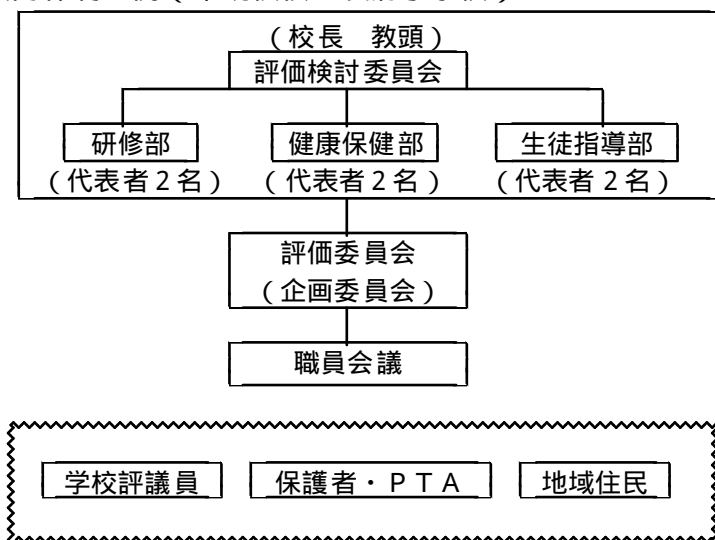 (校長　教頭)
評価検討委員会
研修部　健康保健部　生徒指導部
(代表者２名)　(代表者２名)　(代表者２名)
評価委員会
(企画委員会)
職員会議
学校評議員　保護者・ＰＴＡ　地域住民